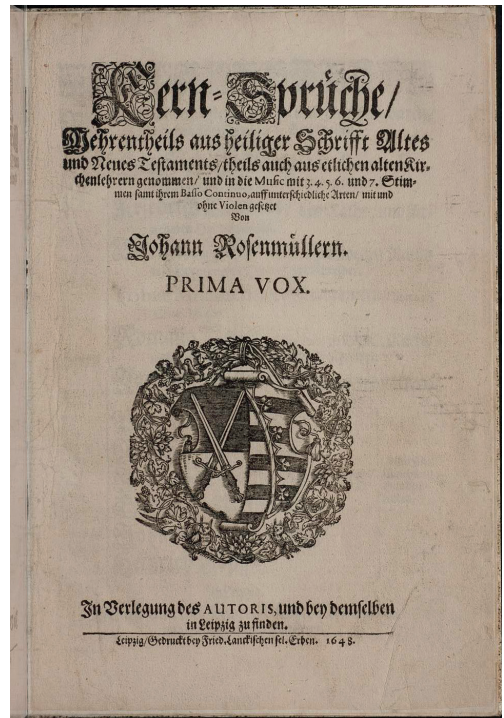 Kern-Sprüche/
Mehrentheils aus heiliger Schrifft Altes
und Neues Testaments/theils auch aus etlichen alten Kir-
chenlehrern genommen/ und in die Music mit 3. 4. 5. 6. und 7. Stim-
men samt ihrem Basso Continuo, auff unterschiedliche Arten/ mit und
ohne Violen gesetzet
Von
Johann Rosenmüllern.
PRIMA VOX.
In Verlegung des AUTORIS, und bey demselben
in Leipzig zu finden.
Leipzig/Gedruckt bey Fried. Lanckischen sel. Erben. 1648.